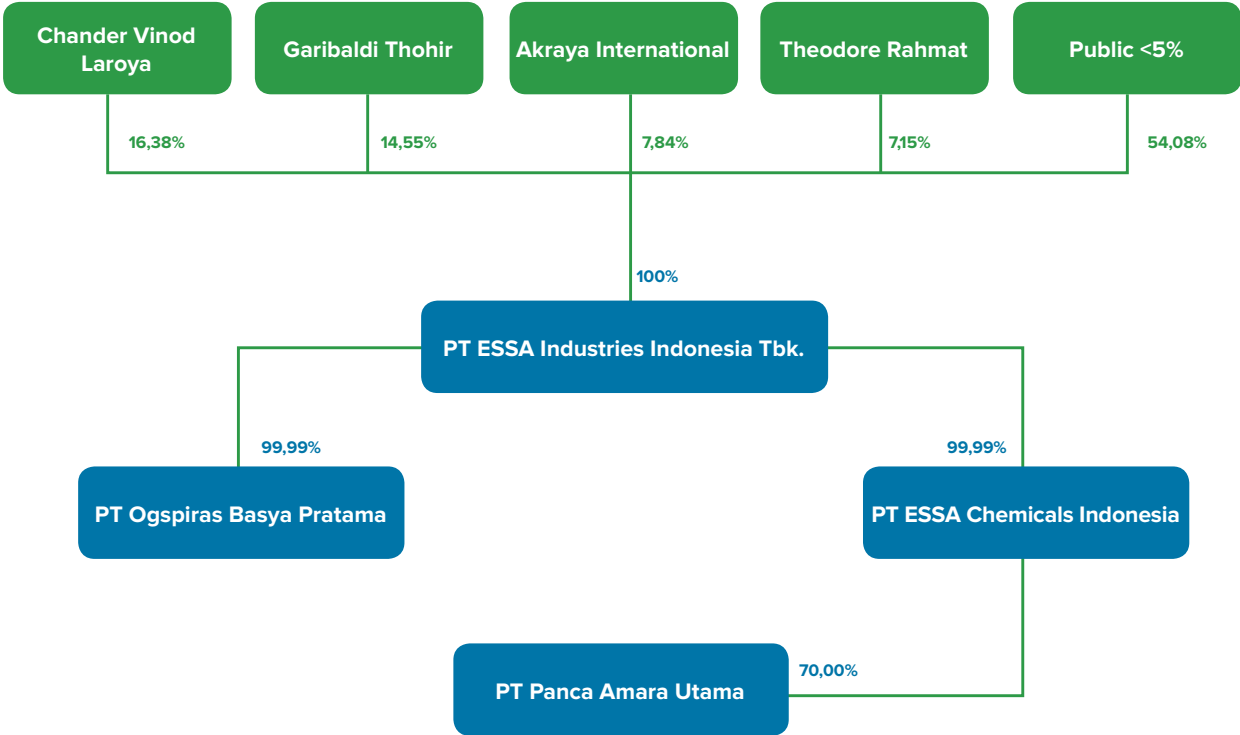 Chander Vinod
Laroya
Garibaldi Thohir
Akraya International
Theodore Rahmat
Public <5%
16,38%
14,55%
7,84%
7,15%
54,08%
100%
PT ESSA Industries Indonesia Tbk.
99,99%
99,99%
PT Ogspiras Basya Pratama
PT ESSA Chemicals Indonesia
70,00%
PT Panca Amara Utama